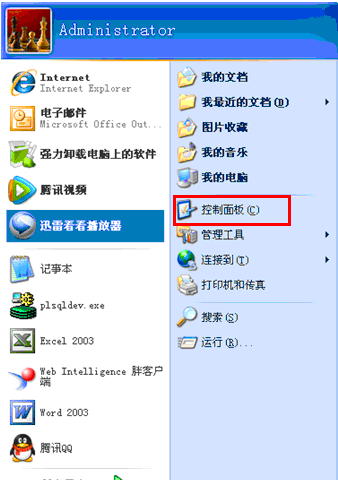 Administrator
Internet
Internet Explorer
电子邮件
Microsoft Office Out...
强力卸载电脑上的软件
腾讯视频
迅雷看看播放器
记事本
plsqldev.exe
Excel 2003
Web Intelligence 胖客户
端
Word 2003
腾讯QQ
我的文档
我最近的文档(D)
图片收藏
我的音乐
我的电脑
控制面板(C)
管理工具
连接到(T)
打印机和传真
搜索(S)
运行(R)...